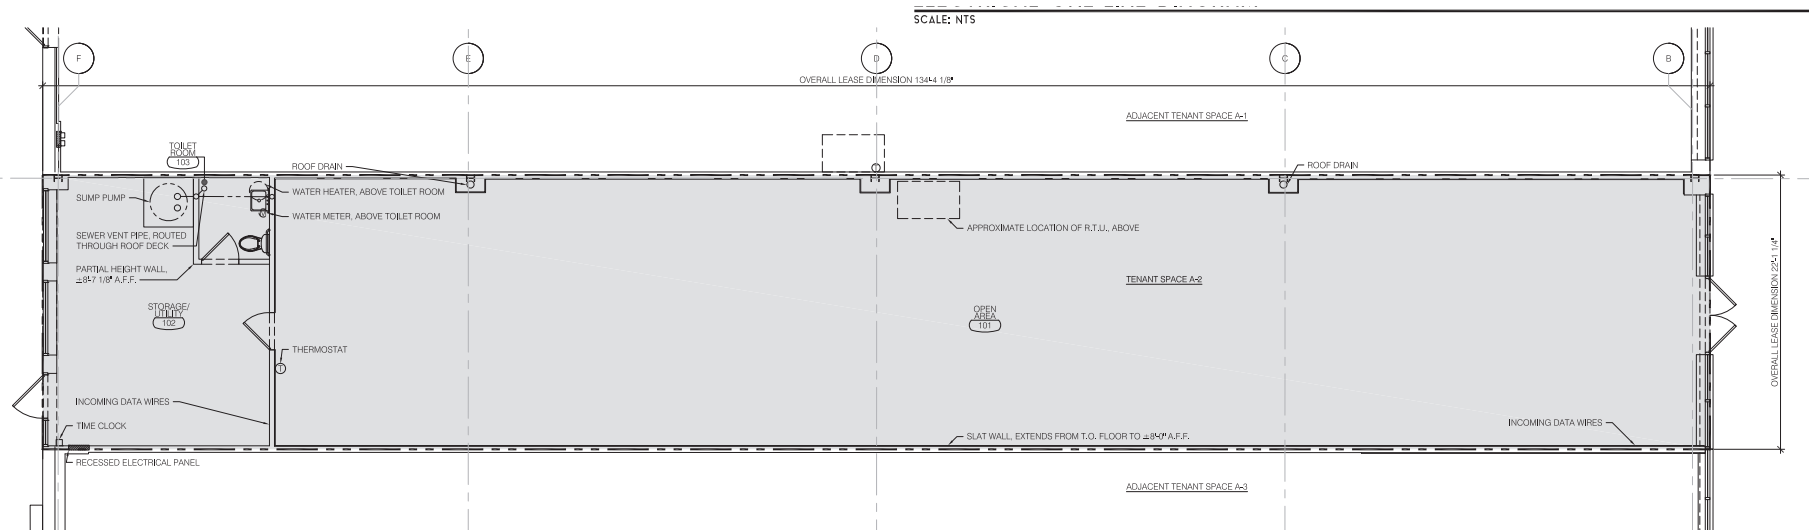 SCALE: NTS
F
E
D
C
B
OVERALL LEASE DIMENSION 134'-4 1/8"
ADJACENT TENANT SPACE A-1
TOILET
ROOM
103
ROOF DRAIN
ROOF DRAIN
WATER HEATER, ABOVE TOILET ROOM
SUMP PUMP
WATER METER, ABOVE TOILET ROOM
APPROXIMATE LOCATION OF R.T.U., ABOVE
SEWER VENT PIPE, ROUTED
THROUGH ROOF DECK
PARTIAL HEIGHT WALL,
±8'-7 1/8" A.F.F.
TENANT SPACE A-2
STORAGE/
UTILITY
102
OPEN
AREA
101
OVERALL LEASE DIMENSION 22'-1 1/4"
THERMOSTAT
T
T
INCOMING DATA WIRES
TIME CLOCK
INCOMING DATA WIRES
SLAT WALL, EXTENDS FROM T.O. FLOOR TO ±8'-0" A.F.F.
RECESSED ELECTRICAL PANEL
ADJACENT TENANT SPACE A-3